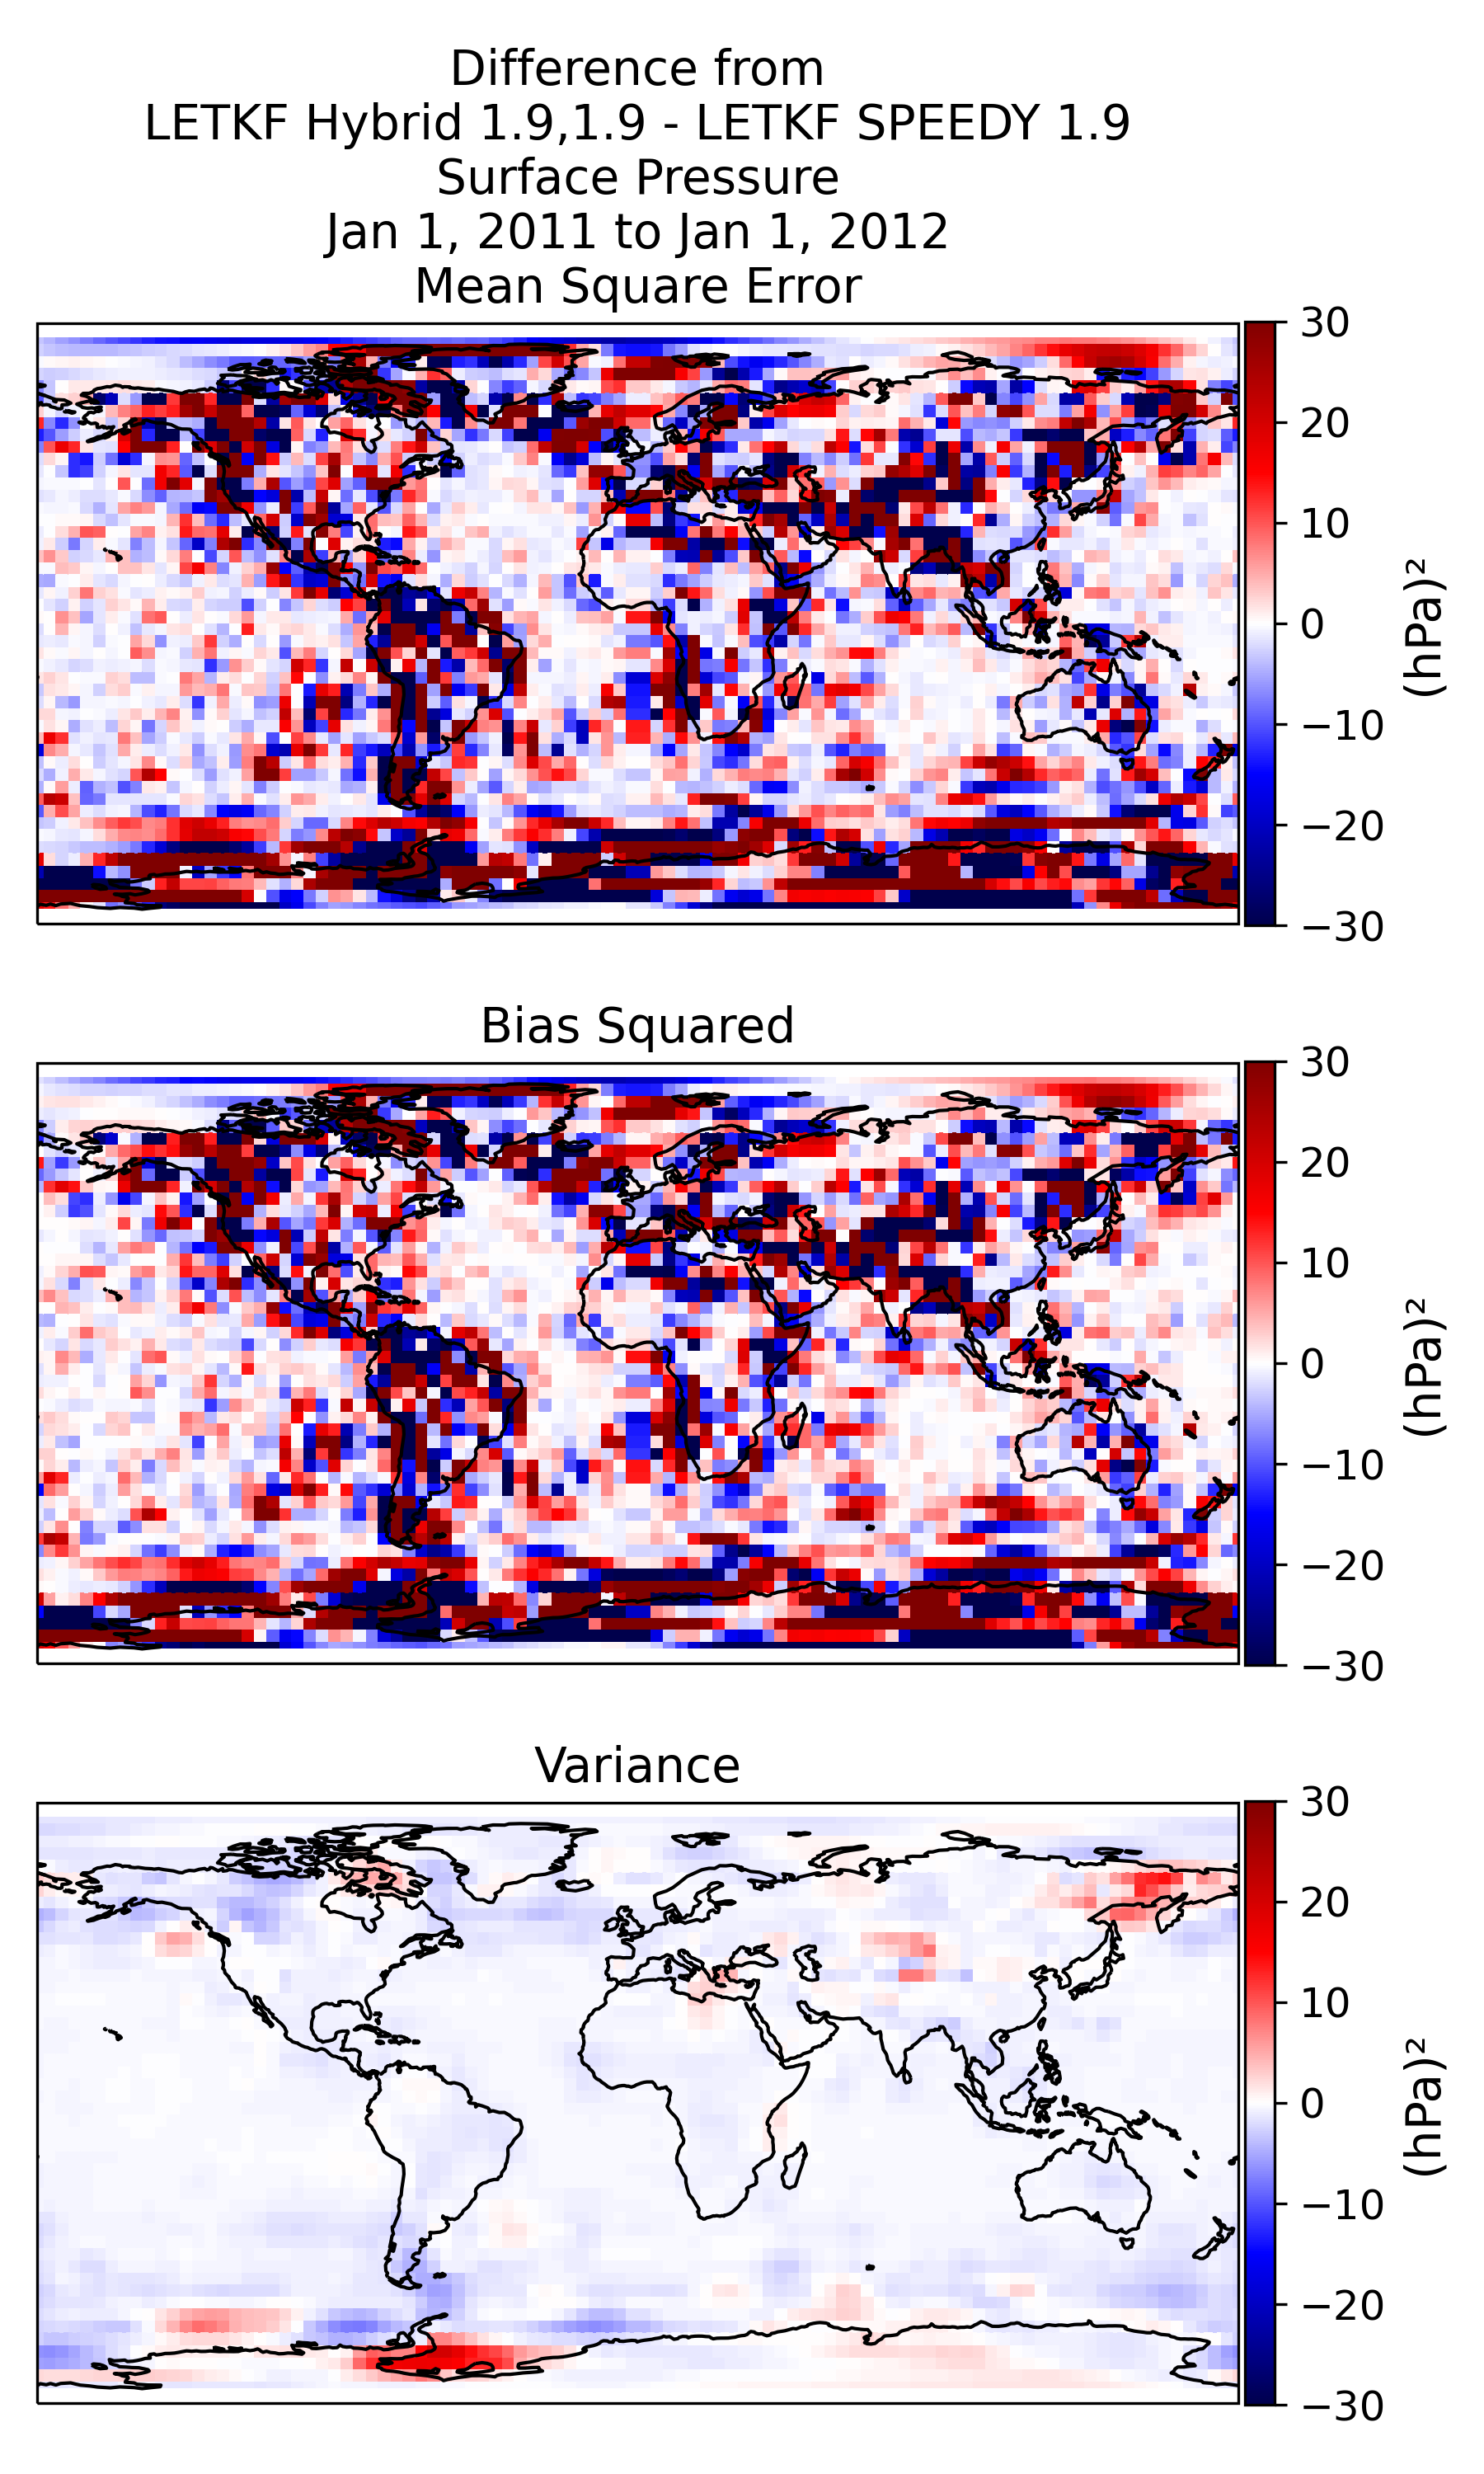 Difference from
LETKF Hybrid 1.9,1.9 - LETKF SPEEDY 1.9
Surface Pressure
Jan 1, 2011 to Jan 1, 2012
Mean Square Error
30
20
10
0
−10
−20
−30
(hPa)²
Bias Squared
30
20
10
0
−10
−20
−30
(hPa)²
Variance
30
20
10
0
−10
−20
−30
(hPa)²